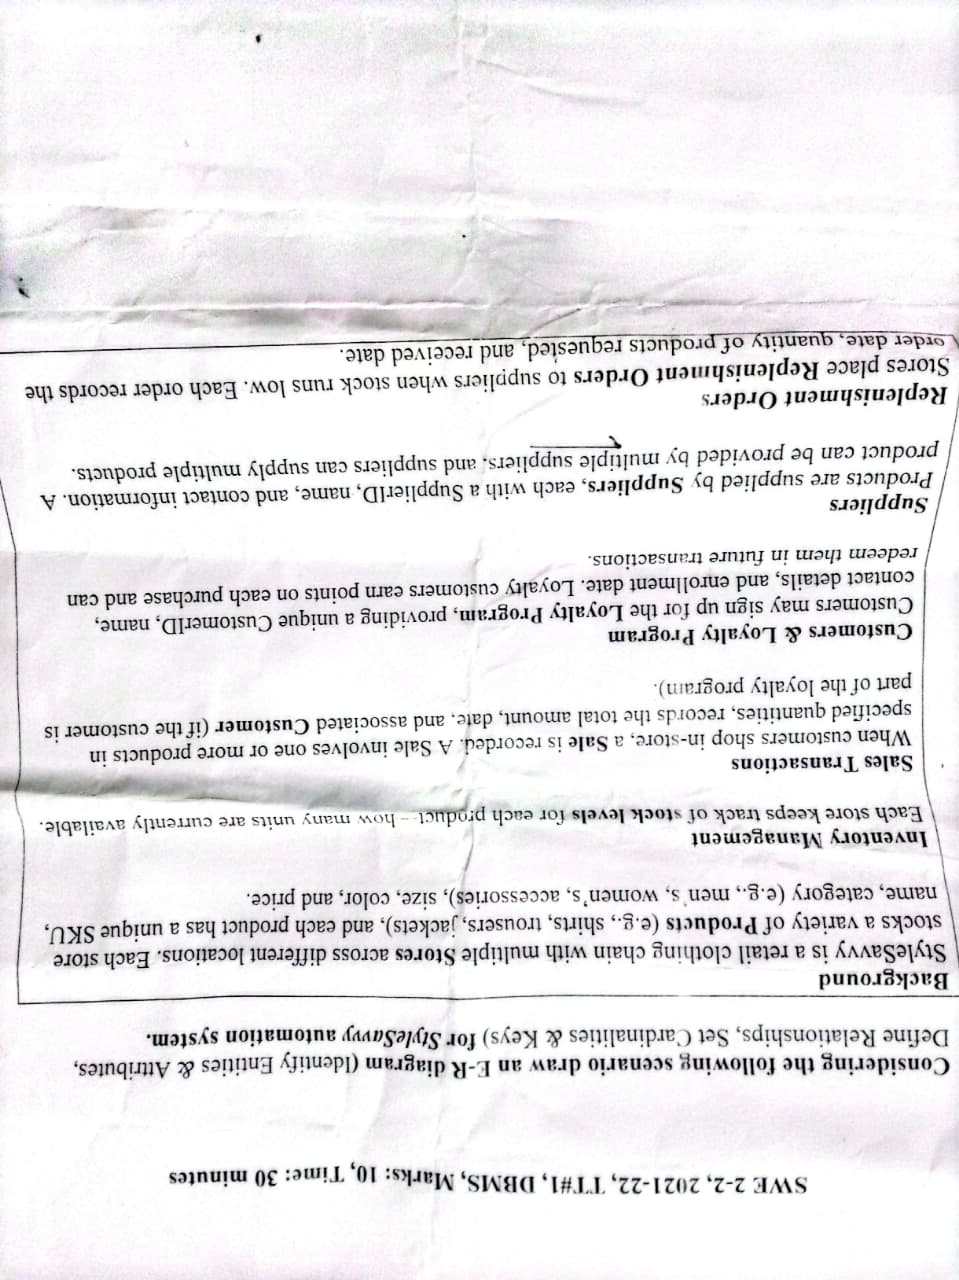 SWE 2-2, 2021-22, TT#1, DBMS, Marks: 10, Time: 30 minutes
Considering the following scenario draw an E-R diagram (Identify Entities & Attributes,
Define Relationships, Set Cardinalities & Keys) for StyleSavvy automation system.
Background
StyleSavvy is a retail clothing chain with multiple Stores across different locations. Each store
stocks a variety of Products (e.g., shirts, trousers, jackets), and each product has a unique SKU,
name, category (e.g., men's, women's, accessories), size, color, and price.
Inventory Management
Each store keeps track of stock levels for each product – how many units are currently available.
Sales Transactions
When customers shop in-store, a Sale is recorded. A Sale involves one or more products in
specified quantities, records the total amount, date, and associated Customer (if the customer is
part of the loyalty program).
Customers & Loyalty Program
Customers may sign up for the Loyalty Program, providing a unique CustomerID, name,
contact details, and enrollment date. Loyalty customers earn points on each purchase and can
redeem them in future transactions.
Suppliers
Products are supplied by Suppliers, each with a SupplierID, name, and contact information. A
product can be provided by multiple suppliers, and suppliers can supply multiple products.
Replenishment Orders
Stores place Replenishment Orders to suppliers when stock runs low. Each order records the
order date, quantity of products requested, and received date.